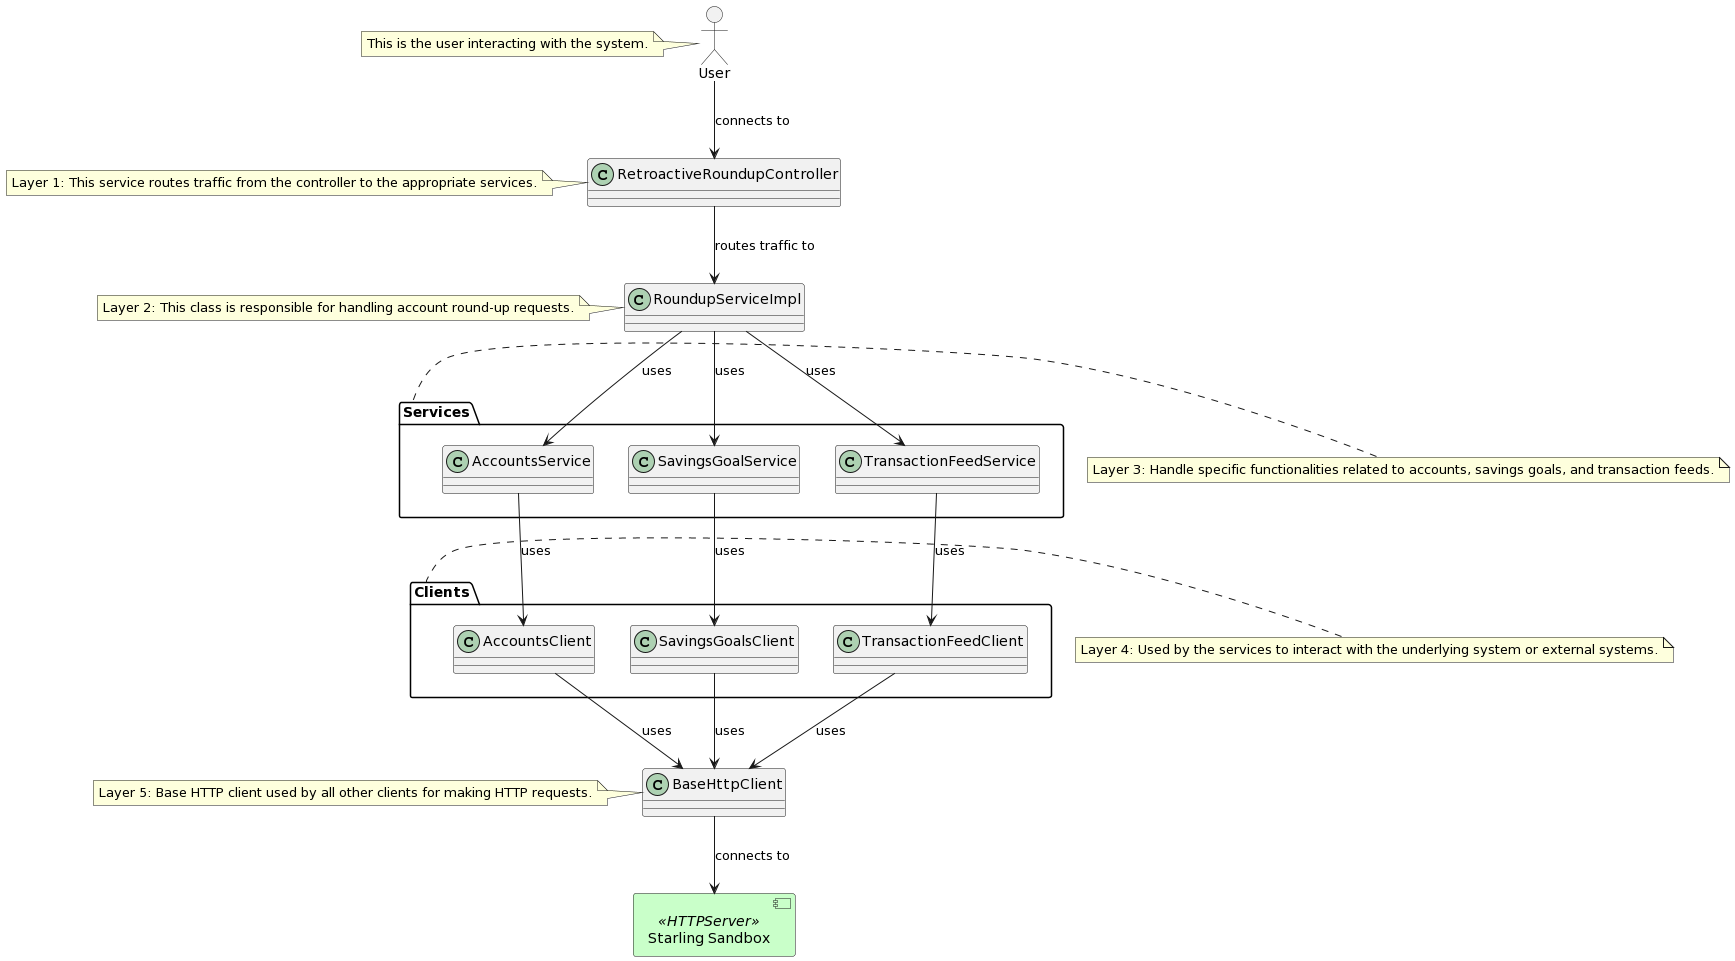 This is the user interacting with the system.
User
connects to
Layer 1: This service routes traffic from the controller to the appropriate services.
C RetroactiveRoundupController
routes traffic to
Layer 2: This class is responsible for handling account round-up requests.
C RoundupServiceImpl
uses uses uses
Services
C AccountsService
C SavingsGoalService
C TransactionFeedService
Layer 3: Handle specific functionalities related to accounts, savings goals, and transaction feeds.
uses uses uses
Clients
C AccountsClient
C SavingsGoalsClient
C TransactionFeedClient
Layer 4: Used by the services to interact with the underlying system or external systems.
uses uses uses
Layer 5: Base HTTP client used by all other clients for making HTTP requests.
C BaseHttpClient
connects to
«HTTPServer»
Starling Sandbox